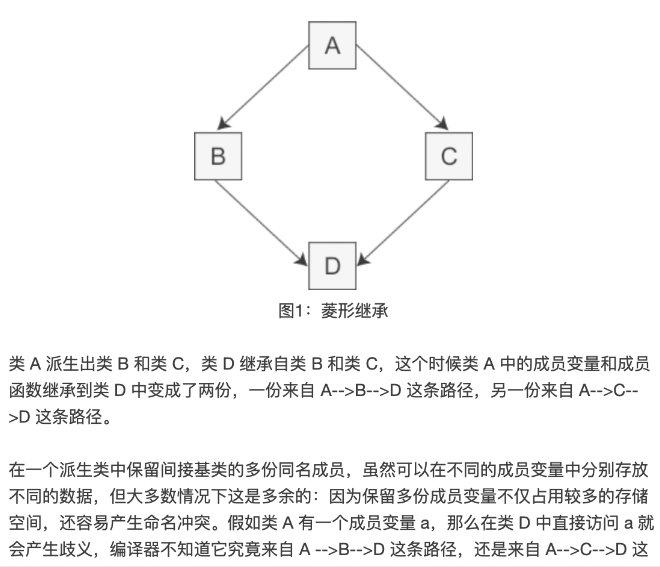 A
B
C
D
图1：菱形继承
类 A 派生出类 B 和类 C，类 D 继承自类 B 和类 C，这个时候类 A 中的成员变量和成员
函数继承到类 D 中变成了两份，一份来自 A-->B-->D 这条路径，另一份来自 A-->C--
>D 这条路径。
在一个派生类中保留间接基类的多份同名成员，虽然可以在不同的成员变量中分别存放
不同的数据，但大多数情况下这是多余的：因为保留多份成员变量不仅占用较多的存储
空间，还容易产生命名冲突。假如类 A 有一个成员变量 a，那么在类 D 中直接访问 a 就
会产生歧义，编译器不知道它究竟来自 A -->B-->D 这条路径，还是来自 A-->C-->D 这